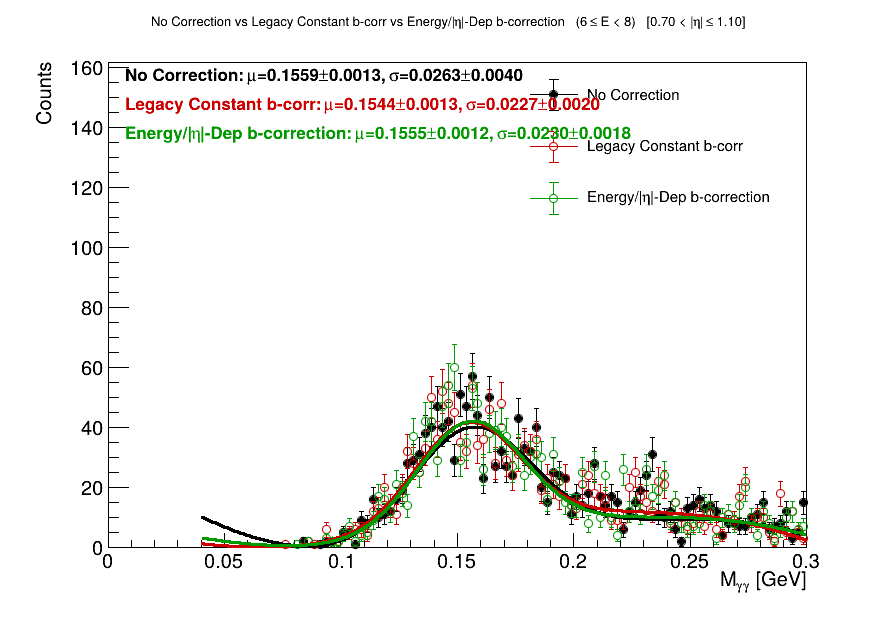 No Correction vs Legacy Constant b-corr vs Energy/|η|-Dep b-correction (6 ≤ E < 8) [0.70 < |η| ≤ 1.10]
Counts
160
140
120
100
80
60
40
20
0
No Correction: μ=0.1559±0.0013, σ=0.0263±0.0040
Legacy Constant b-corr: μ=0.1544±0.0013, σ=0.0227±0.0020
Energy/|η|-Dep b-correction: μ=0.1555±0.0012, σ=0.0230±0.0018
No Correction
Legacy Constant b-corr
Energy/|η|-Dep b-correction
0 0.05 0.1 0.15 0.2 0.25 0.3
Mγγ [GeV]